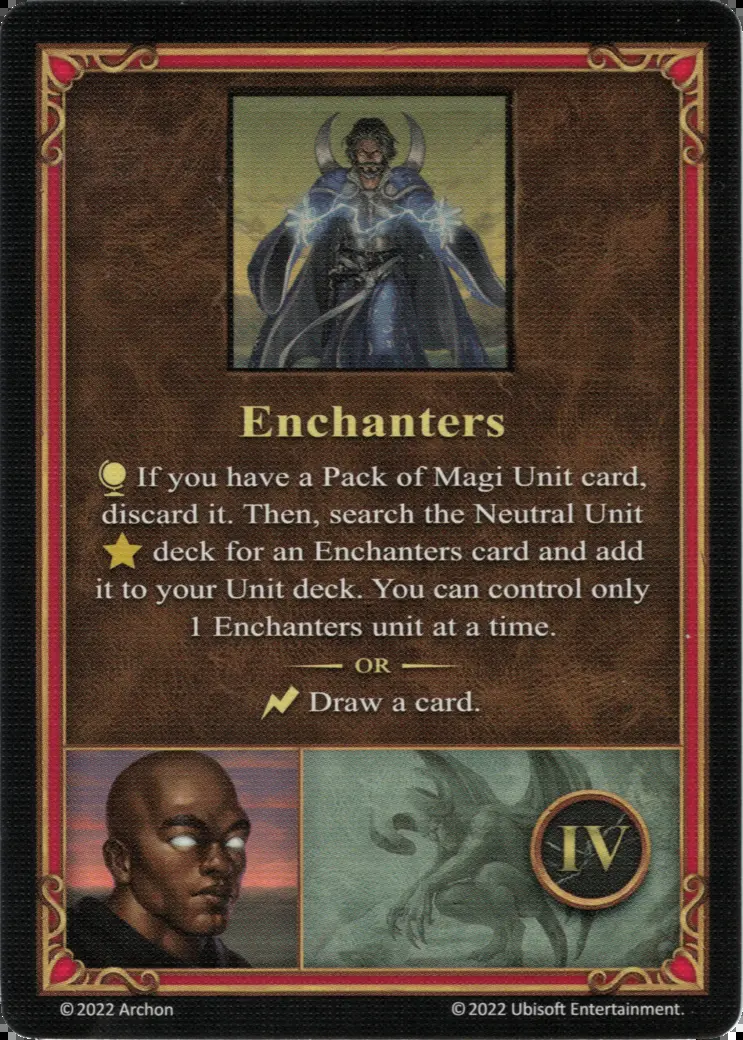 Enchanters
If you have a Pack of Magi Unit card,
discard it. Then, search the Neutral Unit
deck for an Enchanters card and add
it to your Unit deck. You can control only
1 Enchanters unit at a time.
OR
Draw a card.
IV
© 2022 Archon
© 2022 Ubisoft Entertainment.